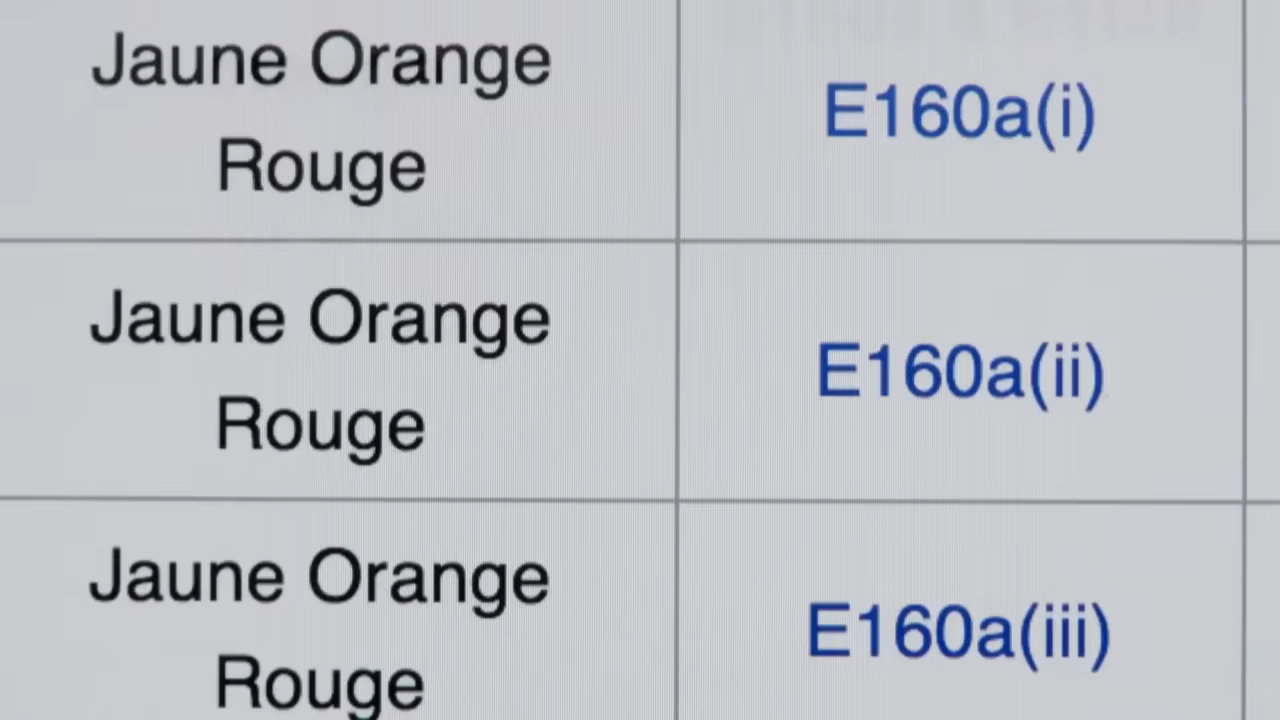 Jaune Orange
Rouge
E160a(i)
Jaune Orange
Rouge
E160a(ii)
Jaune Orange
Rouge
E160a(iii)